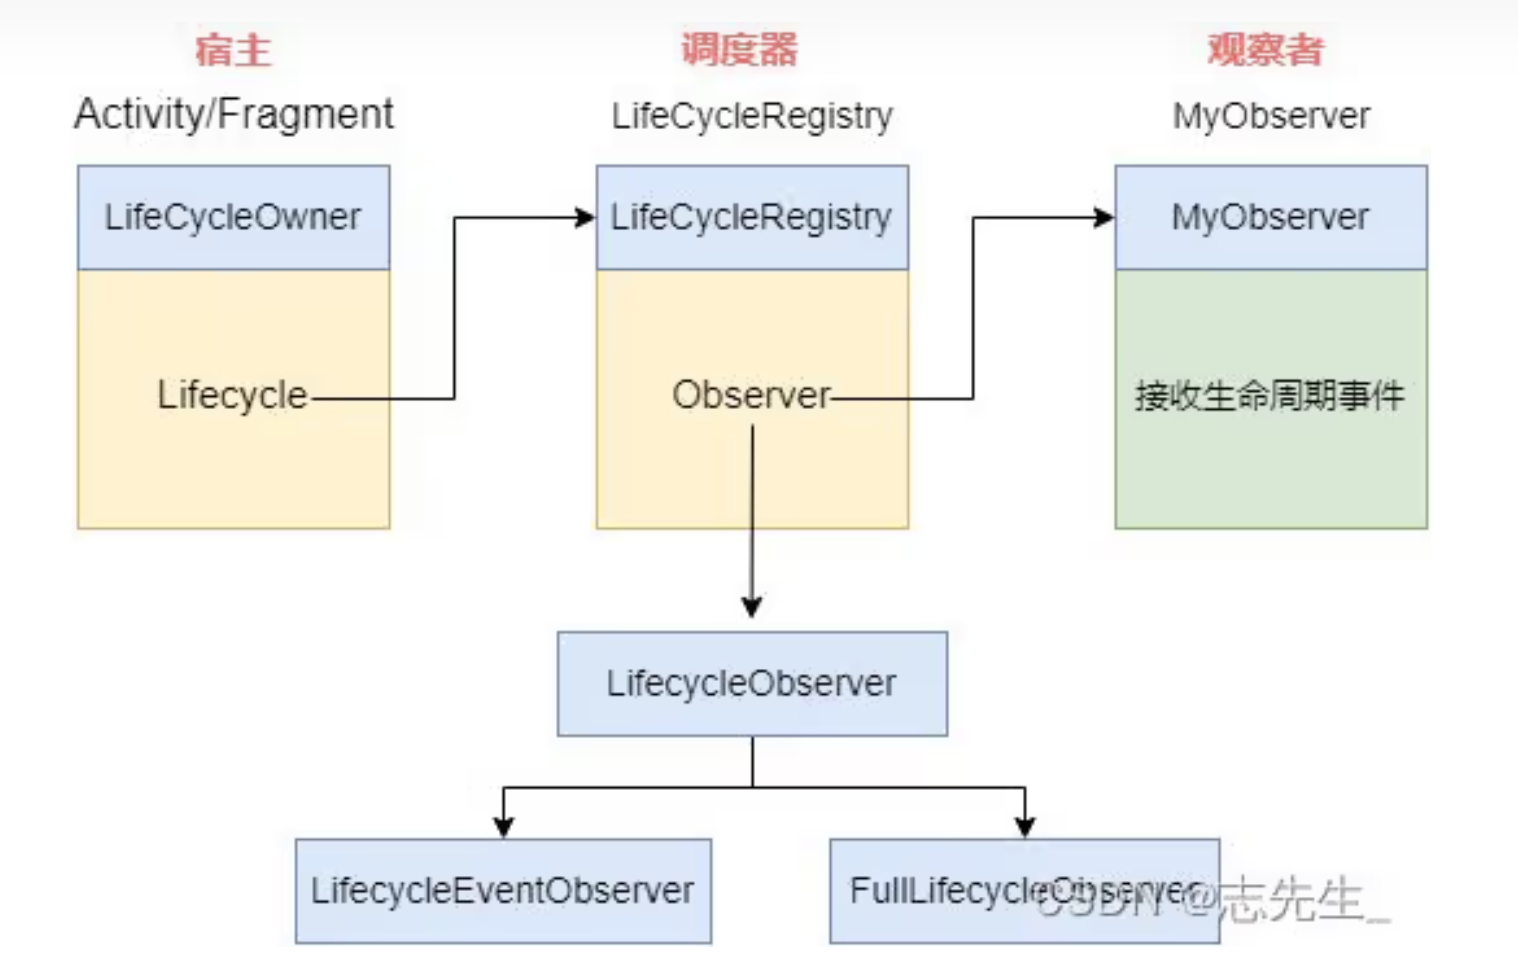 宿主
调度器
观察者
Activity/Fragment
LifeCycleRegistry
MyObserver
LifeCycleOwner
LifeCycleRegistry
MyObserver
Lifecycle
Observer
接收生命周期事件
LifecycleObserver
LifecycleEventObserver
FullLifecycleObserver
CSDN @志先生_